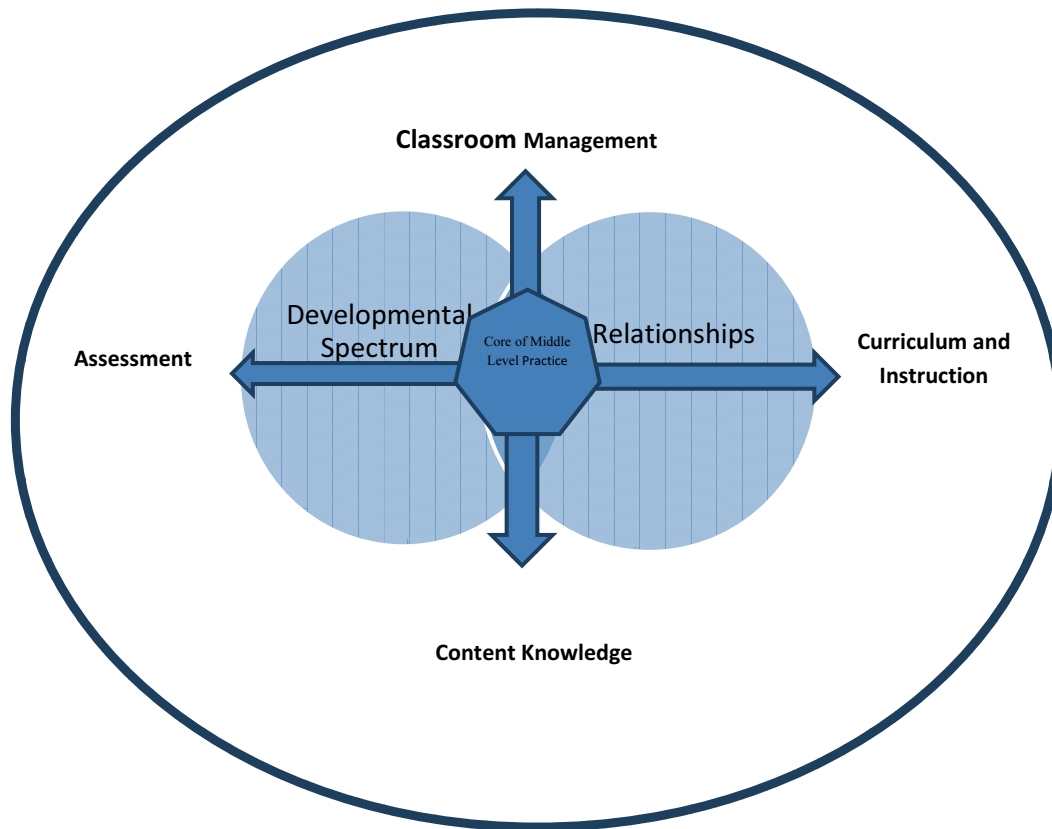 Classroom Management
Developmental
Spectrum
Core of Middle
Level Practice
Relationships
Assessment
Curriculum and
Instruction
Content Knowledge